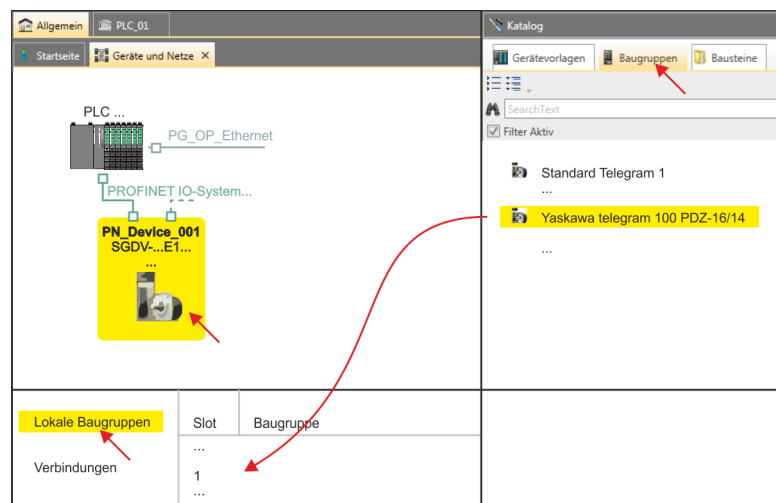 Allgemein
PLC_01
Startseite
Geräte und Netze
PLC ...
PG_OP_Ethernet
PROFINET IO-System...
PN_Device_001
SGDV-...E1...
...
Katalog
Gerätevorlagen
Baugruppen
Bausteine
SearchText
Filter Aktiv
Standard Telegram 1
...
Yaskawa telegram 100 PDZ-16/14
...
Lokale Baugruppen
Verbindungen
Slot
Baugruppe
...
1
...